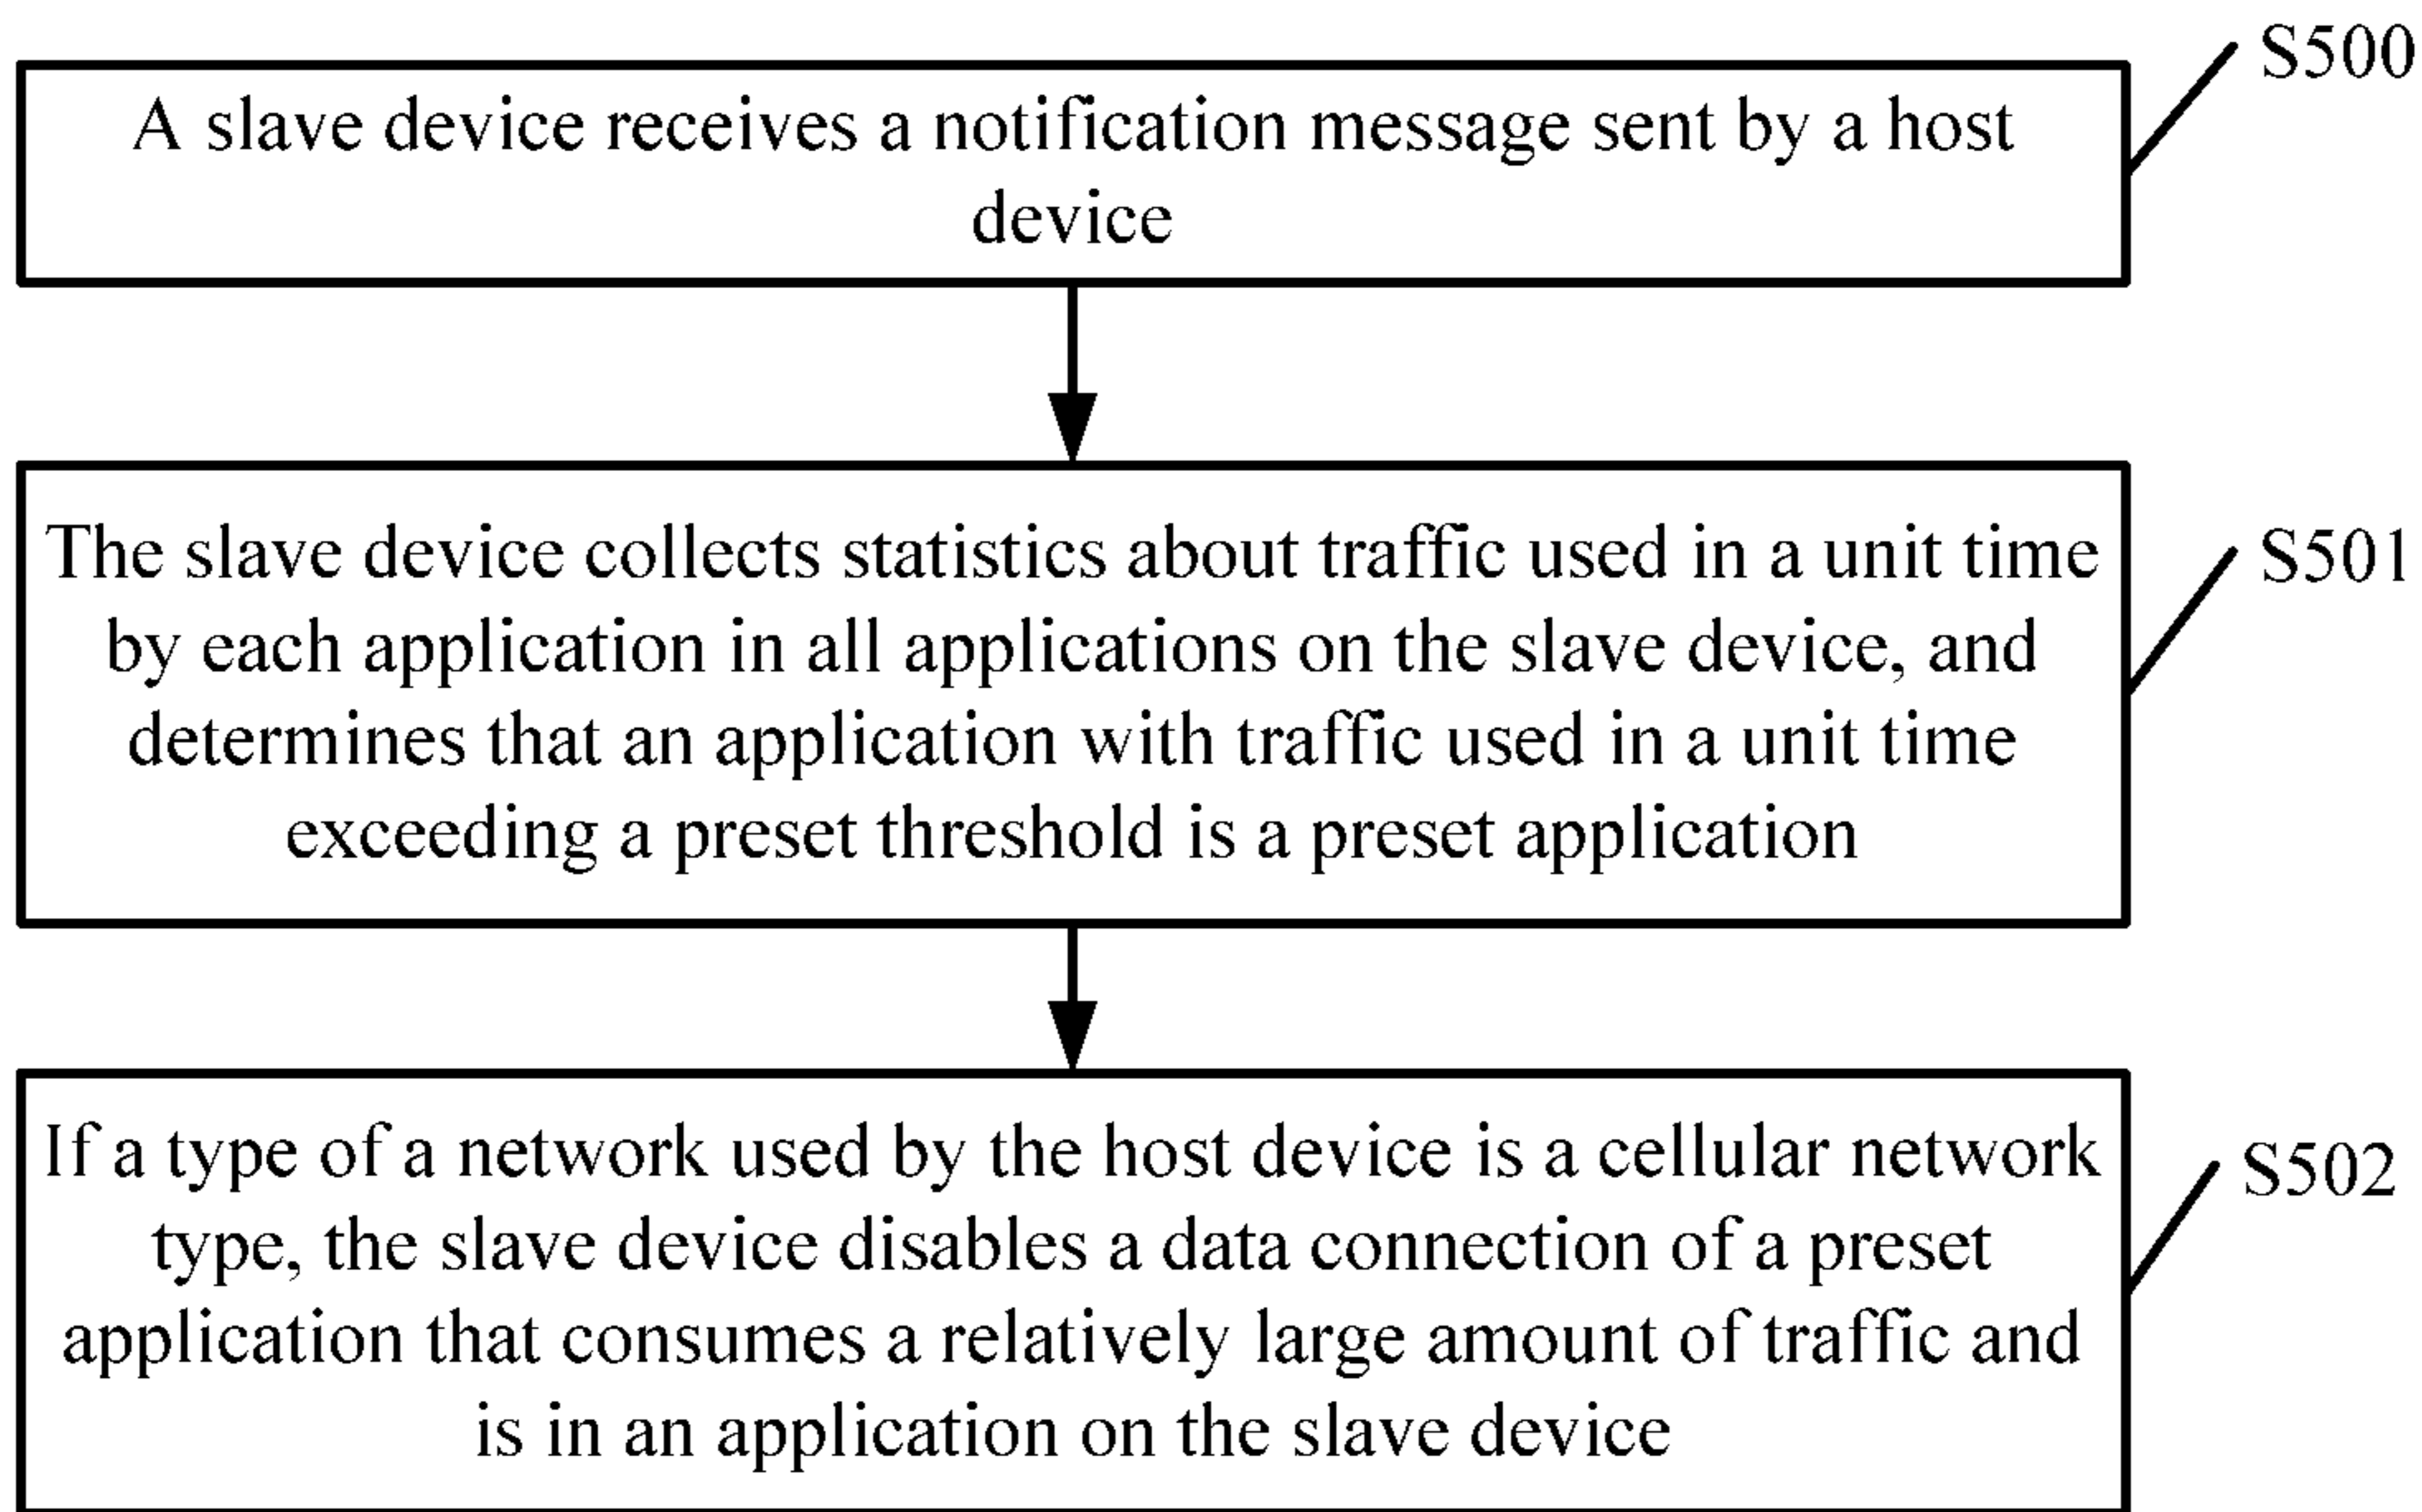 S500
A slave device receives a notification message sent by a host
device
S501
The slave device collects statistics about traffic used in a unit time
by each application in all applications on the slave device, and
determines that an application with traffic used in a unit time
exceeding a preset threshold is a preset application
S502
If a type of a network used by the host device is a cellular network
type, the slave device disables a data connection of a preset
application that consumes a relatively large amount of traffic and
is in an application on the slave device